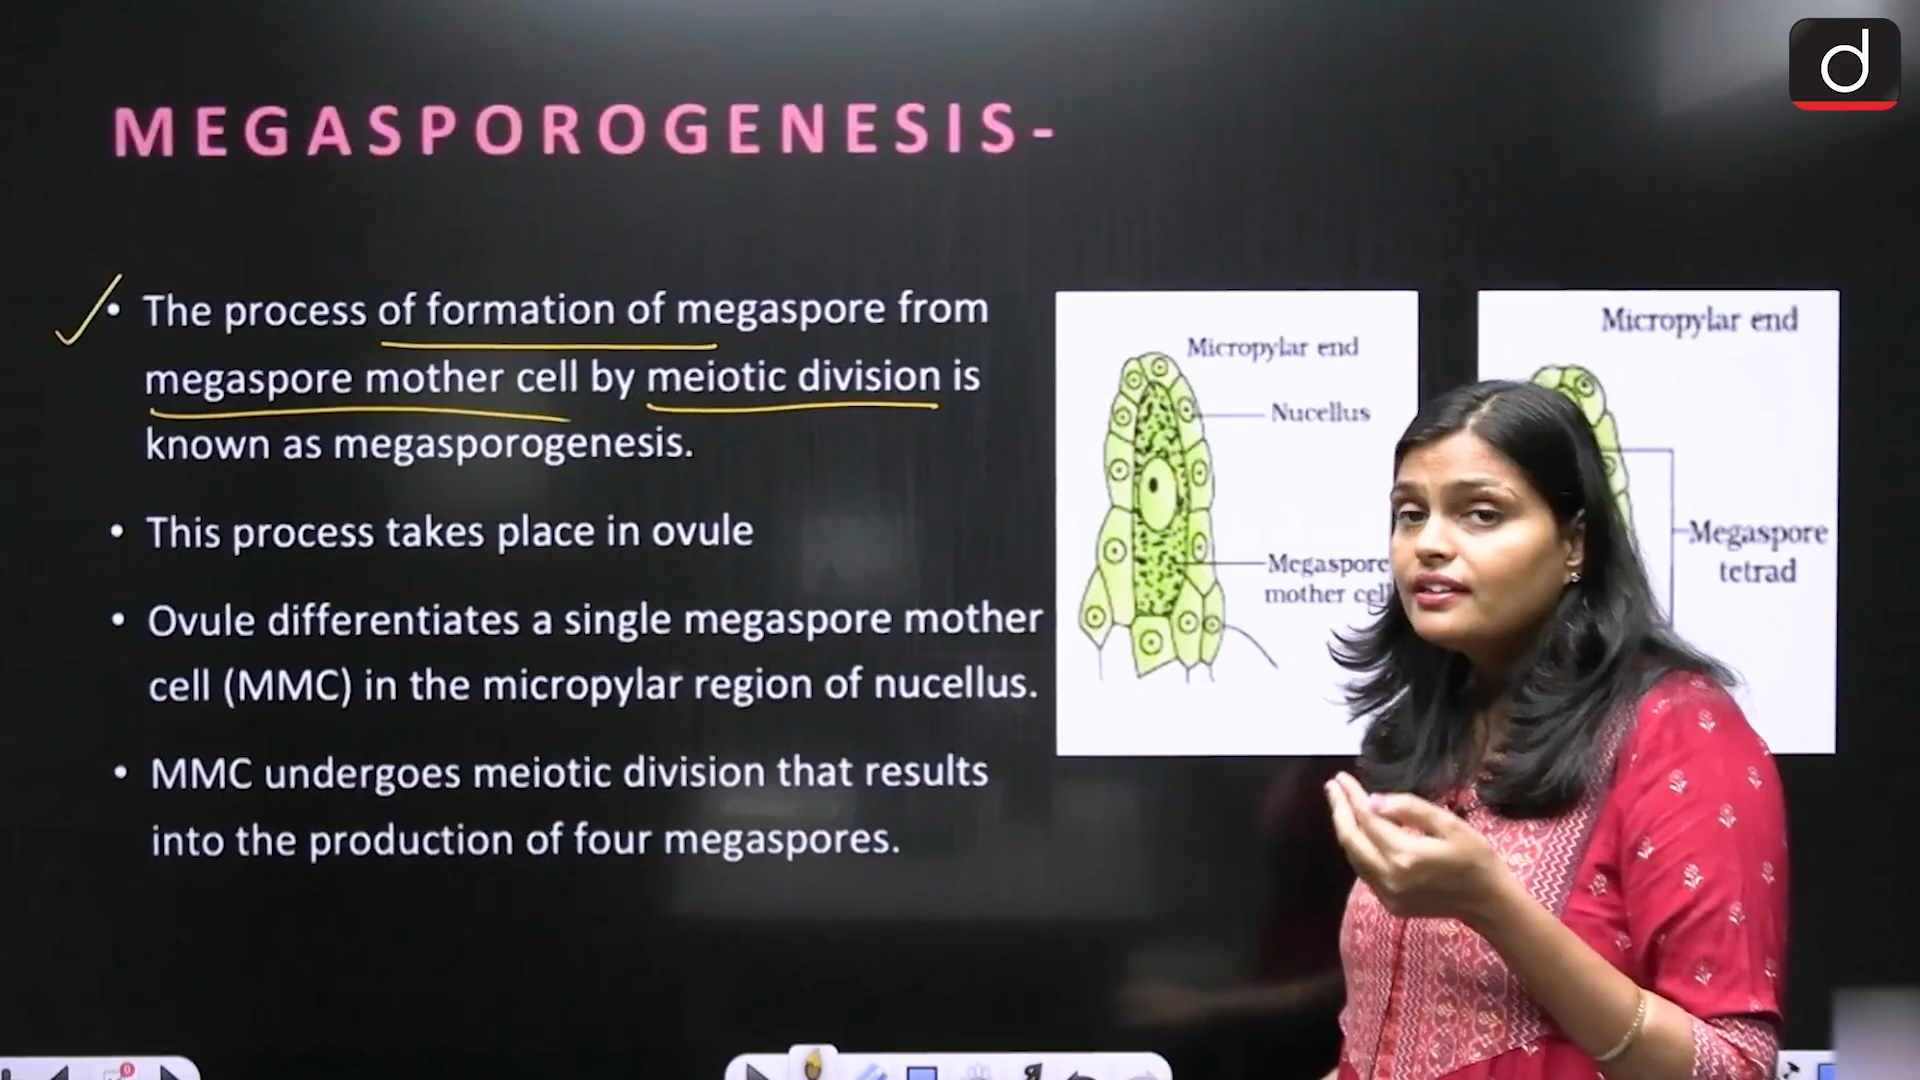 d
MEGASPOROGENESIS-
• The process of formation of megaspore from
megaspore mother cell by meiotic division is
known as megasporogenesis.
• This process takes place in ovule
• Ovule differentiates a single megaspore mother
cell (MMC) in the micropylar region of nucellus.
• MMC undergoes meiotic division that results
into the production of four megaspores.
Micropylar end
Nucellus
Megaspore
mother cell
Micropylar end
Megaspore
tetrad
0